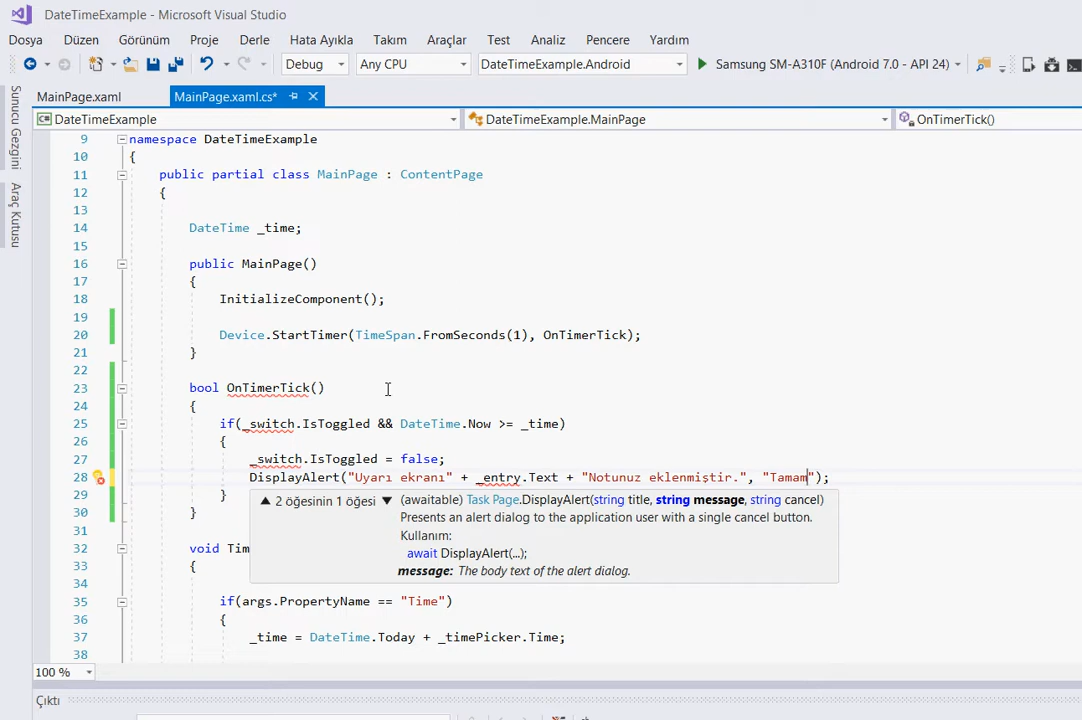 DateTimeExample - Microsoft Visual Studio
Dosya Düzen Görünüm Proje Derle Hata Ayıkla Takım Araçlar Test Analiz Pencere Yardım
Debug Any CPU DateTimeExample.Android Samsung SM-A310F (Android 7.0 - API 24)
Sunucu Gezgini
Araç Kutusu
MainPage.xaml MainPage.xaml.cs*
C# DateTimeExample DateTimeExample.MainPage OnTimerTick()
9 namespace DateTimeExample
10 {
11 public partial class MainPage : ContentPage
12 {
13
14 DateTime _time;
15
16 public MainPage()
17 {
18 InitializeComponent();
19
20 Device.StartTimer(TimeSpan.FromSeconds(1), OnTimerTick);
21 }
22
23 bool OnTimerTick()
24 {
25 if(_switch.IsToggled && DateTime.Now >= _time)
26 {
27 _switch.IsToggled = false;
28 DisplayAlert("Uyarı ekranı" + _entry.Text + "Notunuz eklenmiştir.", "Tamam");
29 }
2 öğesinin 1 öğesi (awaitable) Task Page.DisplayAlert(string title, string message, string cancel)
Presents an alert dialog to the application user with a single cancel button.
Kullanım:
await DisplayAlert(...);
message: The body text of the alert dialog.
30 }
31
32 void Tim
33 {
34
35 if(args.PropertyName == "Time")
36 {
37 _time = DateTime.Today + _timePicker.Time;
38
100 %
Çıktı